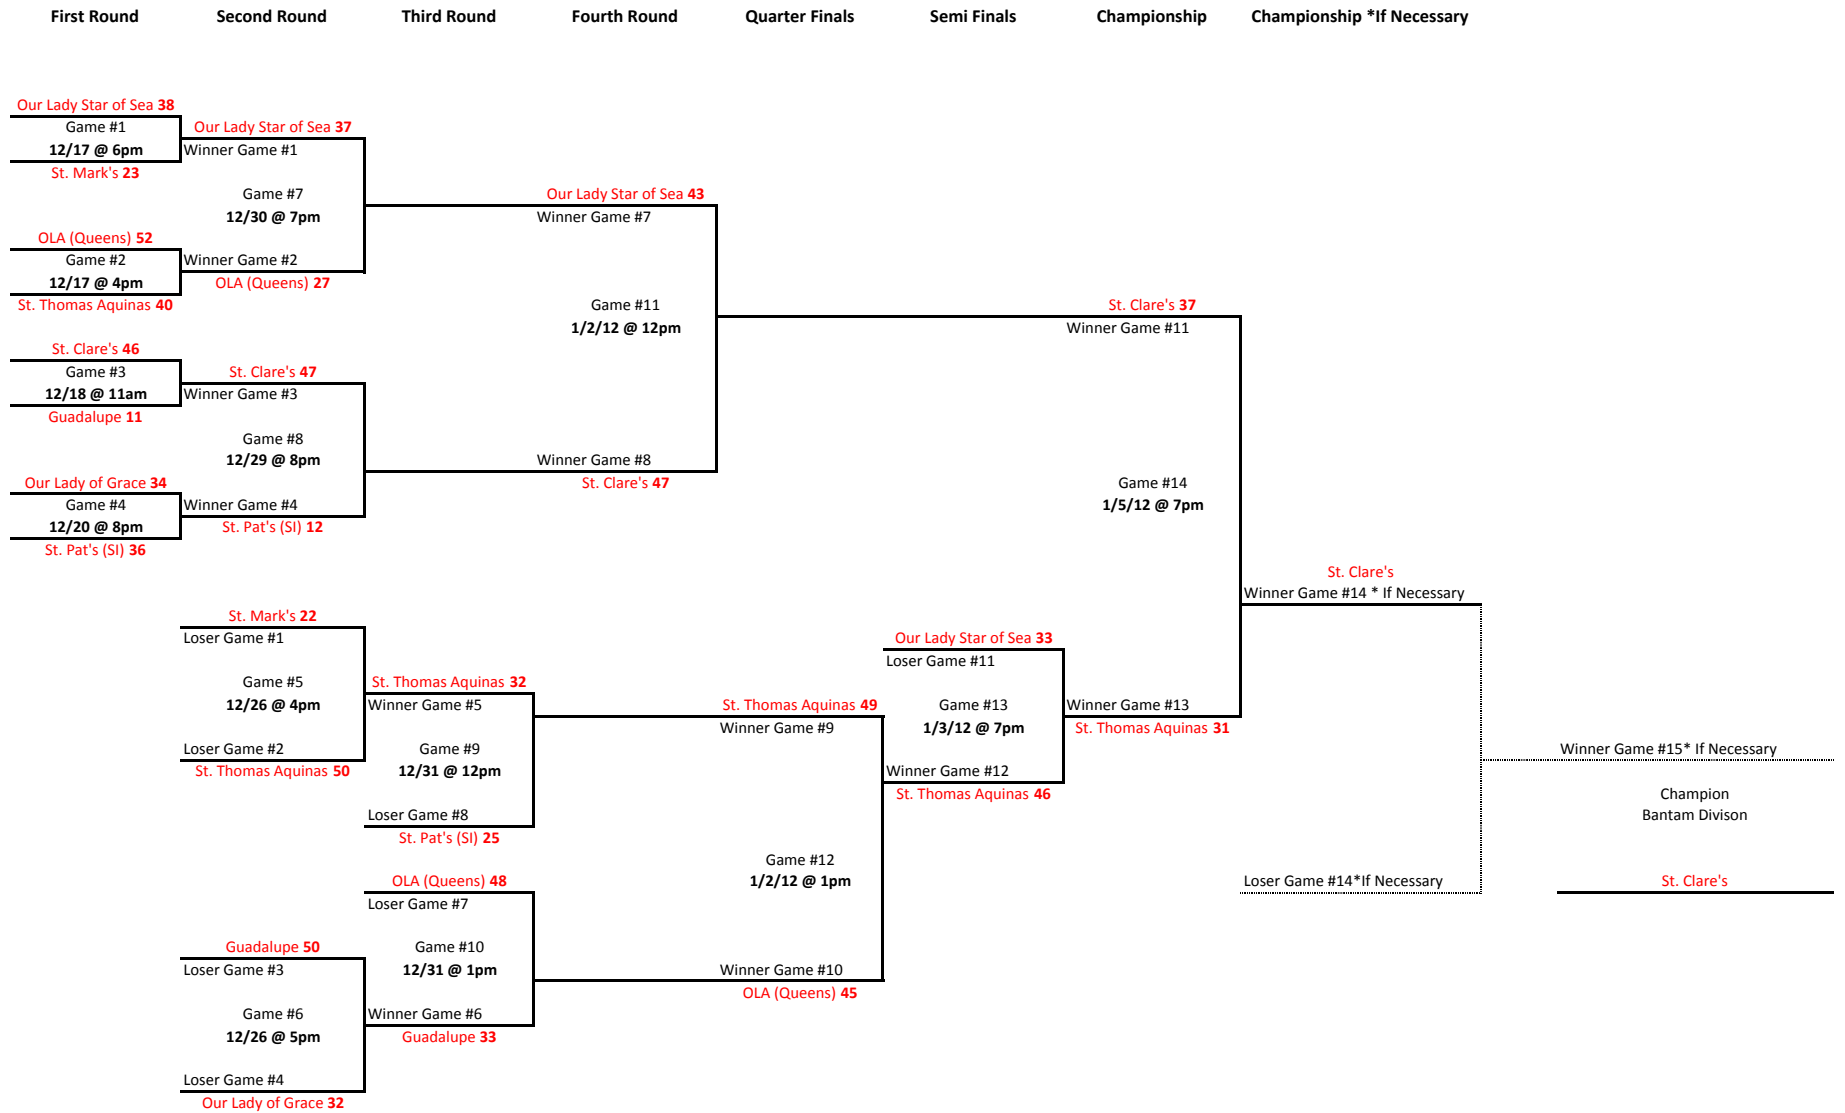 First Round Second Round Third Round Fourth Round Quarter Finals Semi Finals Championship Championship *If Necessary
Our Lady Star of Sea 38
Game #1
12/17 @ 6pm
St. Mark's 23
OLA (Queens) 52
Game #2
12/17 @ 4pm
St. Thomas Aquinas 40
St. Clare's 46
Game #3
12/18 @ 11am
Guadalupe 11
Our Lady of Grace 34
Game #4
12/20 @ 8pm
St. Pat's (SI) 36
Our Lady Star of Sea 37
Winner Game #1
Game #7
12/30 @ 7pm
Winner Game #2
OLA (Queens) 27
St. Clare's 47
Winner Game #3
Game #8
12/29 @ 8pm
Winner Game #4
St. Pat's (SI) 12
St. Mark's 22
Loser Game #1
Game #5
12/26 @ 4pm
Loser Game #2
St. Thomas Aquinas 50
Guadalupe 50
Loser Game #3
Game #6
12/26 @ 5pm
Loser Game #4
Our Lady of Grace 32
St. Thomas Aquinas 32
Winner Game #5
Game #9
12/31 @ 12pm
Loser Game #8
St. Pat's (SI) 25
OLA (Queens) 48
Loser Game #7
Game #10
12/31 @ 1pm
Winner Game #6
Guadalupe 33
Our Lady Star of Sea 43
Winner Game #7
Game #11
1/2/12 @ 12pm
Winner Game #8
St. Clare's 47
St. Thomas Aquinas 49
Winner Game #9
Game #12
1/2/12 @ 1pm
Winner Game #10
OLA (Queens) 45
Our Lady Star of Sea 33
Loser Game #11
Game #13
1/3/12 @ 7pm
Winner Game #12
St. Thomas Aquinas 46
St. Clare's 37
Winner Game #11
Game #14
1/5/12 @ 7pm
Winner Game #13
St. Thomas Aquinas 31
St. Clare's
Winner Game #14 * If Necessary
Loser Game #14*If Necessary
Winner Game #15* If Necessary
Champion
Bantam Divison
St. Clare's